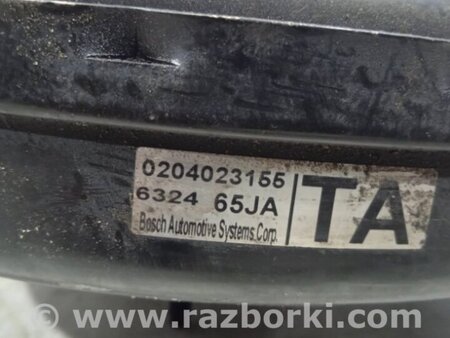 0204023155
6324 65JA
Bosch Automotive Systems Corp.
TA
www.razborki.com